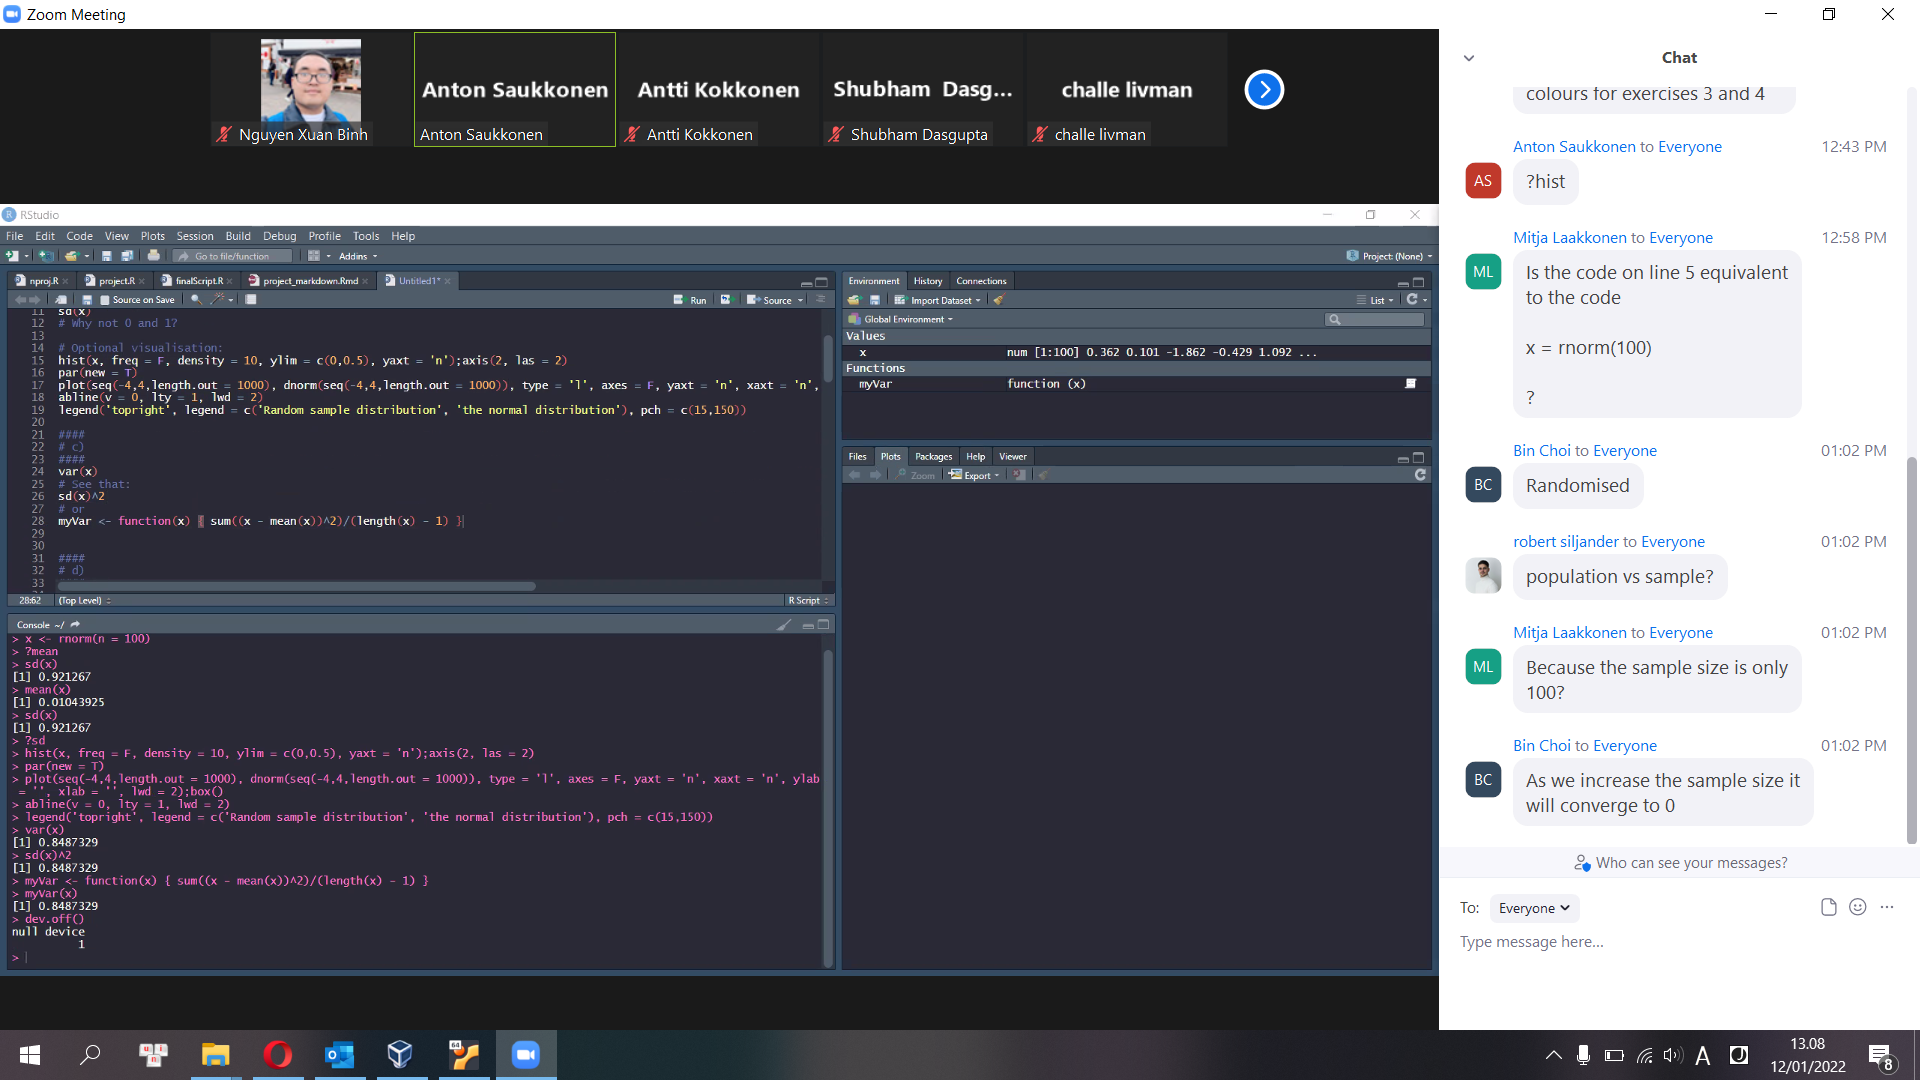 Zoom Meeting
Nguyen Xuan Binh
Anton Saukkonen
Anton Saukkonen
Antti Kokkonen
Antti Kokkonen
Shubham Dasg...
Shubham Dasgupta
challe livman
challe livman
RStudio
File Edit Code View Plots Session Build Debug Profile Tools Help
Go to file/function Addins Project: (None)
nproj.R project.R finalScript.R project_markdown.Rmd Untitled1*
Source on Save Run Source
11 sd(x)
12 # Why not 0 and 1?
13
14 # Optional visualisation:
15 hist(x, freq = F, density = 10, ylim = c(0,0.5), yaxt = 'n');axis(2, las = 2)
16 par(new = T)
17 plot(seq(-4,4,length.out = 1000), dnorm(seq(-4,4,length.out = 1000)), type = 'l', axes = F, yaxt = 'n', xaxt = 'n',
18 abline(v = 0, lty = 1, lwd = 2)
19 legend('topright', legend = c('Random sample distribution', 'the normal distribution'), pch = c(15,150))
20
21 ####
22 # c)
23 ####
24 var(x)
25 # See that:
26 sd(x)^2
27 # or
28 myVar <- function(x) { sum((x - mean(x))^2)/(length(x) - 1) }
29
30
31 ####
32 # d)
33
28:62 (Top Level) R Script
Console ~/
> x <- rnorm(n = 100)
> ?mean
> sd(x)
[1] 0.921267
> mean(x)
[1] 0.01043925
> sd(x)
[1] 0.921267
> ?sd
> hist(x, freq = F, density = 10, ylim = c(0,0.5), yaxt = 'n');axis(2, las = 2)
> par(new = T)
> plot(seq(-4,4,length.out = 1000), dnorm(seq(-4,4,length.out = 1000)), type = 'l', axes = F, yaxt = 'n', xaxt = 'n', ylab
= '', xlab = '', lwd = 2);box()
> abline(v = 0, lty = 1, lwd = 2)
> legend('topright', legend = c('Random sample distribution', 'the normal distribution'), pch = c(15,150))
> var(x)
[1] 0.8487329
> sd(x)^2
[1] 0.8487329
> myVar <- function(x) { sum((x - mean(x))^2)/(length(x) - 1) }
> myVar(x)
[1] 0.8487329
> dev.off()
null device
1
>
Environment History Connections
Import Dataset List
Global Environment
Values
x num [1:100] 0.362 0.101 -1.862 -0.429 1.092 ...
Functions
myVar function (x)
Files Plots Packages Help Viewer
Zoom Export
Chat
colours for exercises 3 and 4
Anton Saukkonen to Everyone 12:43 PM
AS
?hist
Mitja Laakkonen to Everyone 12:58 PM
ML
Is the code on line 5 equivalent
to the code
x = rnorm(100)
?
Bin Choi to Everyone 01:02 PM
BC
Randomised
robert siljander to Everyone 01:02 PM
population vs sample?
Mitja Laakkonen to Everyone 01:02 PM
ML
Because the sample size is only
100?
Bin Choi to Everyone 01:02 PM
BC
As we increase the sample size it
will converge to 0
Who can see your messages?
To: Everyone
Type message here...
64
A
13.08
12/01/2022
8